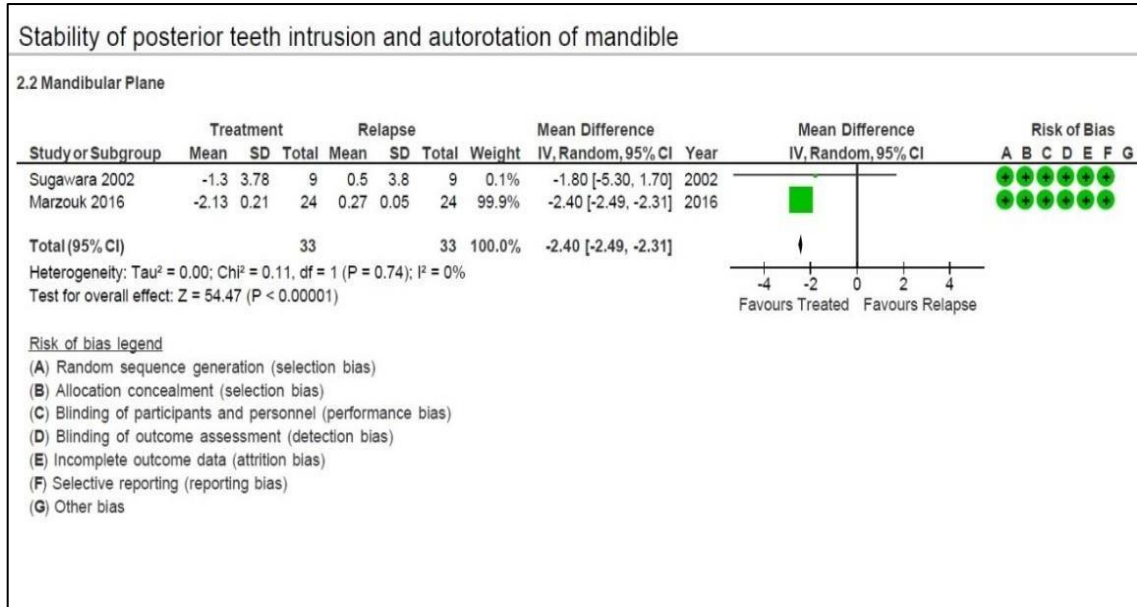 Stability of posterior teeth intrusion and autorotation of mandible
2.2 Mandibular Plane
Treatment Relapse Mean Difference Mean Difference Risk of Bias
Study or Subgroup Mean SD Total Mean SD Total Weight IV, Random, 95% CI Year IV, Random, 95% CI A B C D E F G
Sugawara 2002 -1.3 3.78 9 0.5 3.8 9 0.1% -1.80 [-5.30, 1.70] 2002 + + + + + +
Marzouk 2016 -2.13 0.21 24 0.27 0.05 24 99.9% -2.40 [-2.49, -2.31] 2016 + + + + + +
Total (95% CI) 33 33 100.0% -2.40 [-2.49, -2.31]
Heterogeneity: Tau² = 0.00; Chi² = 0.11, df = 1 (P = 0.74); I² = 0%
Test for overall effect: Z = 54.47 (P < 0.00001)
-4 -2 0 2 4
Favours Treated Favours Relapse
Risk of bias legend
(A) Random sequence generation (selection bias)
(B) Allocation concealment (selection bias)
(C) Blinding of participants and personnel (performance bias)
(D) Blinding of outcome assessment (detection bias)
(E) Incomplete outcome data (attrition bias)
(F) Selective reporting (reporting bias)
(G) Other bias